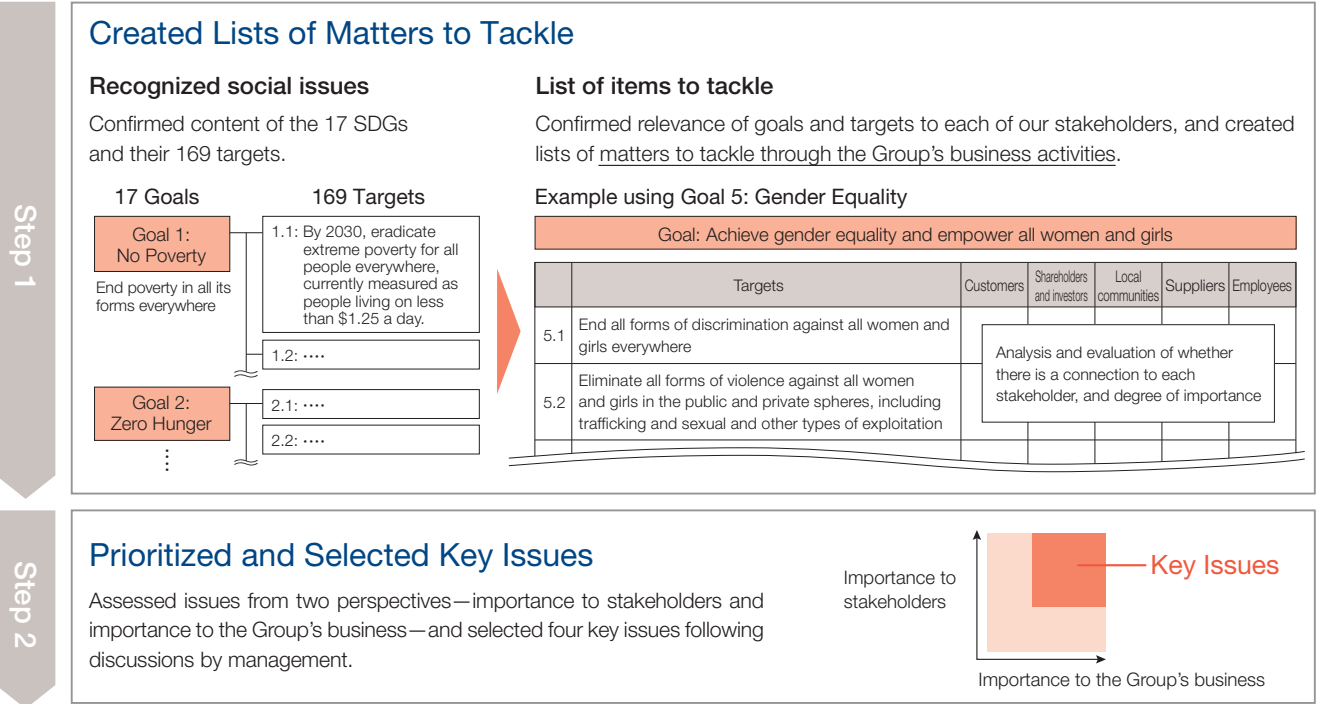 Step 1
Created Lists of Matters to Tackle
Recognized social issues
Confirmed content of the 17 SDGs
and their 169 targets.
17 Goals
169 Targets
Goal 1:
No Poverty
End poverty in all its
forms everywhere
1.1: By 2030, eradicate
extreme poverty for all
people everywhere,
currently measured as
people living on less
than $1.25 a day.
1.2: ····
Goal 2:
Zero Hunger
2.1: ····
2.2: ····
List of items to tackle
Confirmed relevance of goals and targets to each of our stakeholders, and created
lists of matters to tackle through the Group's business activities.
Example using Goal 5: Gender Equality
Goal: Achieve gender equality and empower all women and girls
Targets
Customers
Shareholders
and investors
Local
communities
Suppliers
Employees
5.1
End all forms of discrimination against all women and
girls everywhere
5.2
Eliminate all forms of violence against all women
and girls in the public and private spheres, including
trafficking and sexual and other types of exploitation
Analysis and evaluation of whether
there is a connection to each
stakeholder, and degree of importance
Step 2
Prioritized and Selected Key Issues
Assessed issues from two perspectives—importance to stakeholders and
importance to the Group's business—and selected four key issues following
discussions by management.
Importance to
stakeholders
Key Issues
Importance to the Group's business